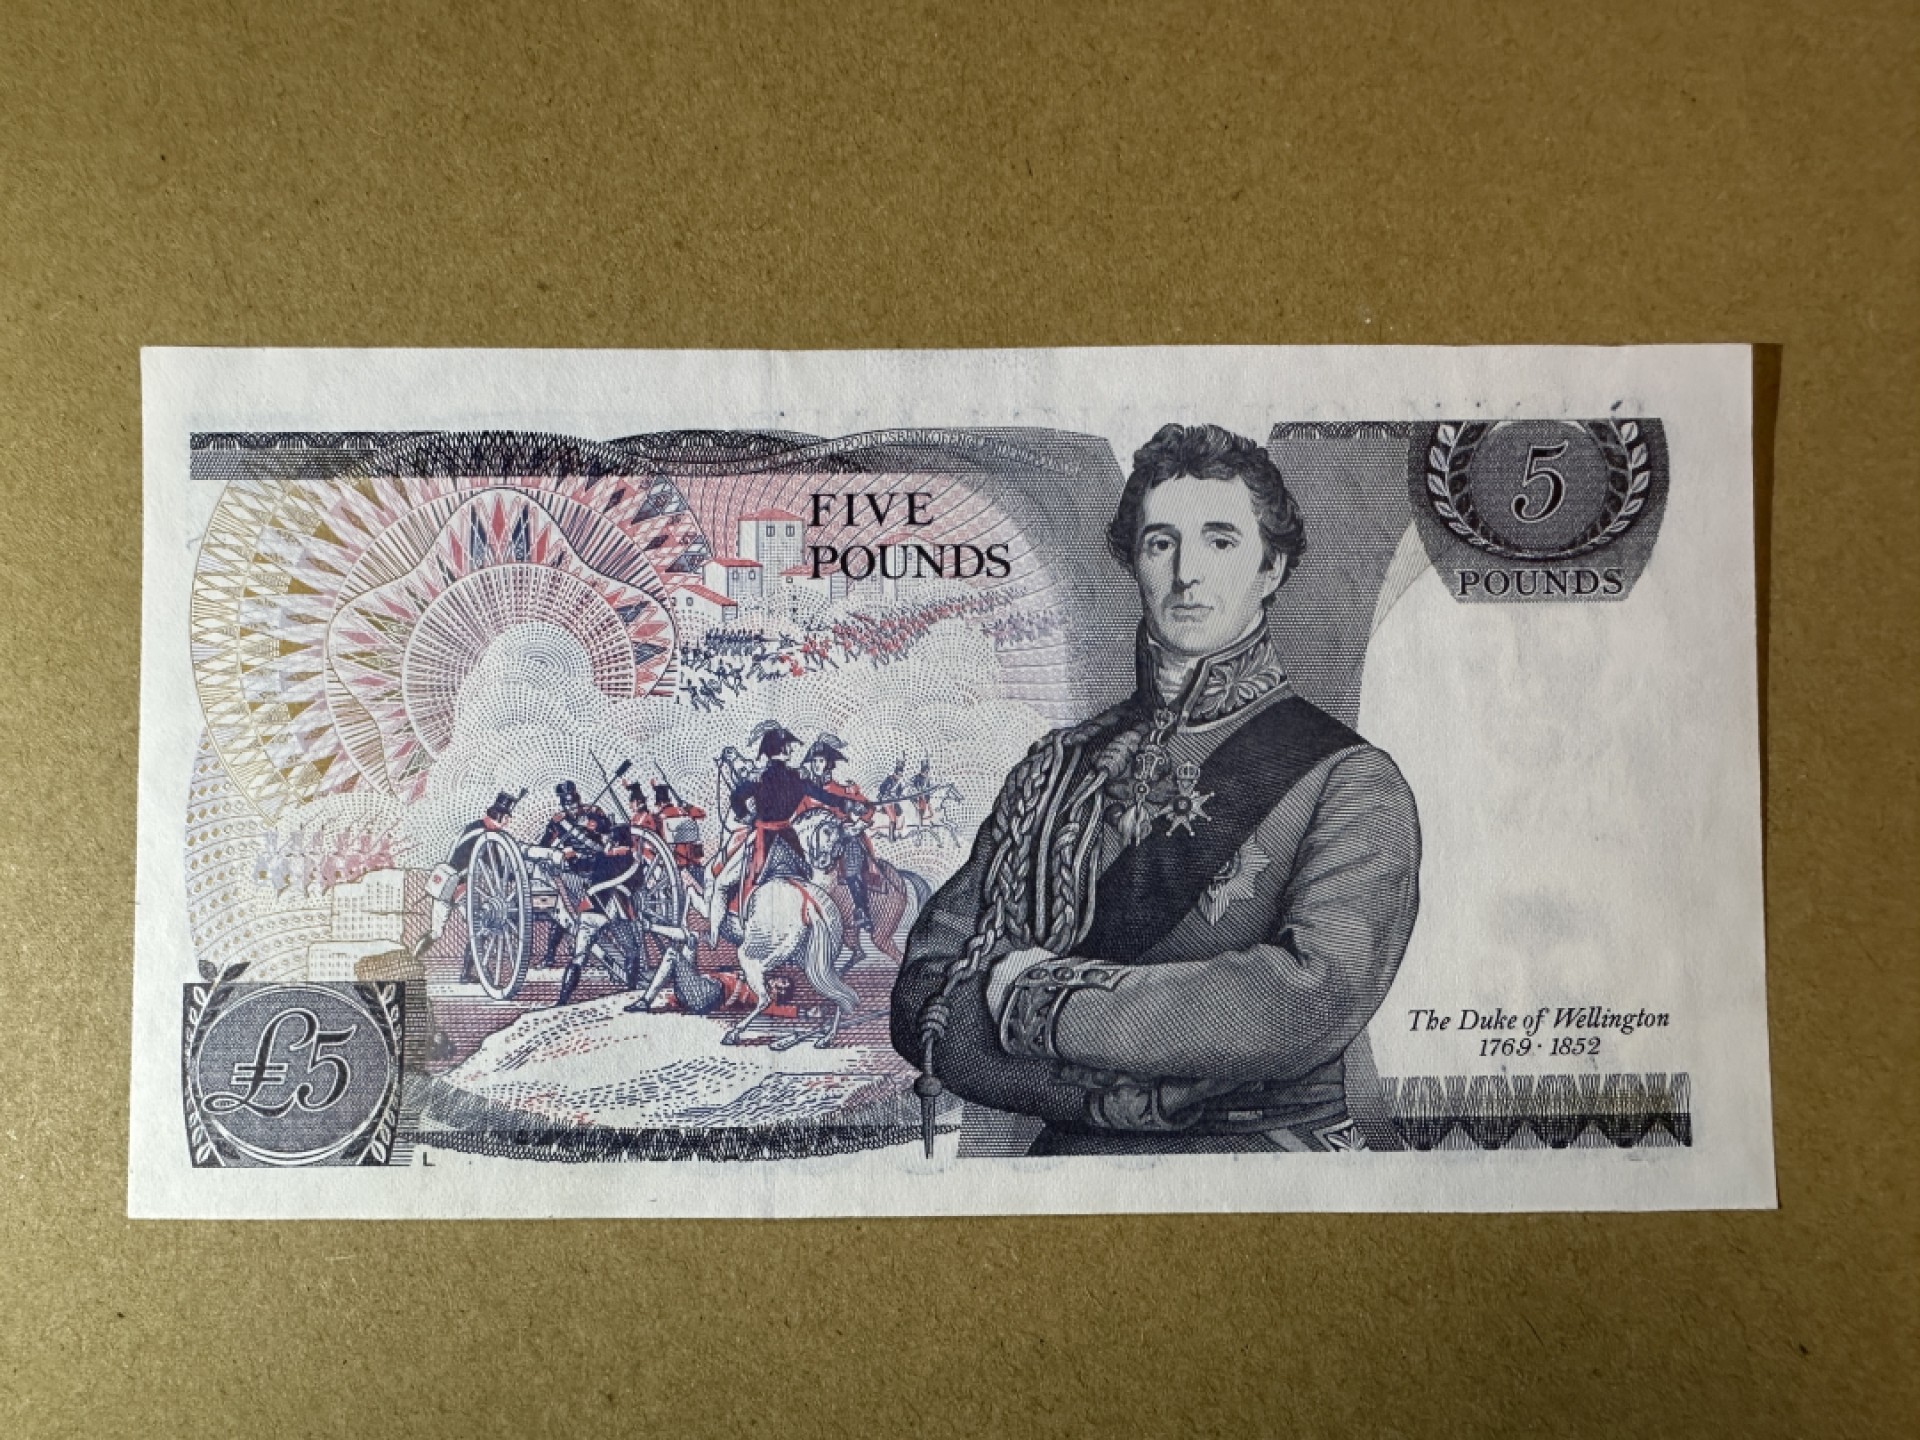 FIVE
POUNDS
5
POUNDS
The Duke of Wellington
1769 · 1852
£5
L